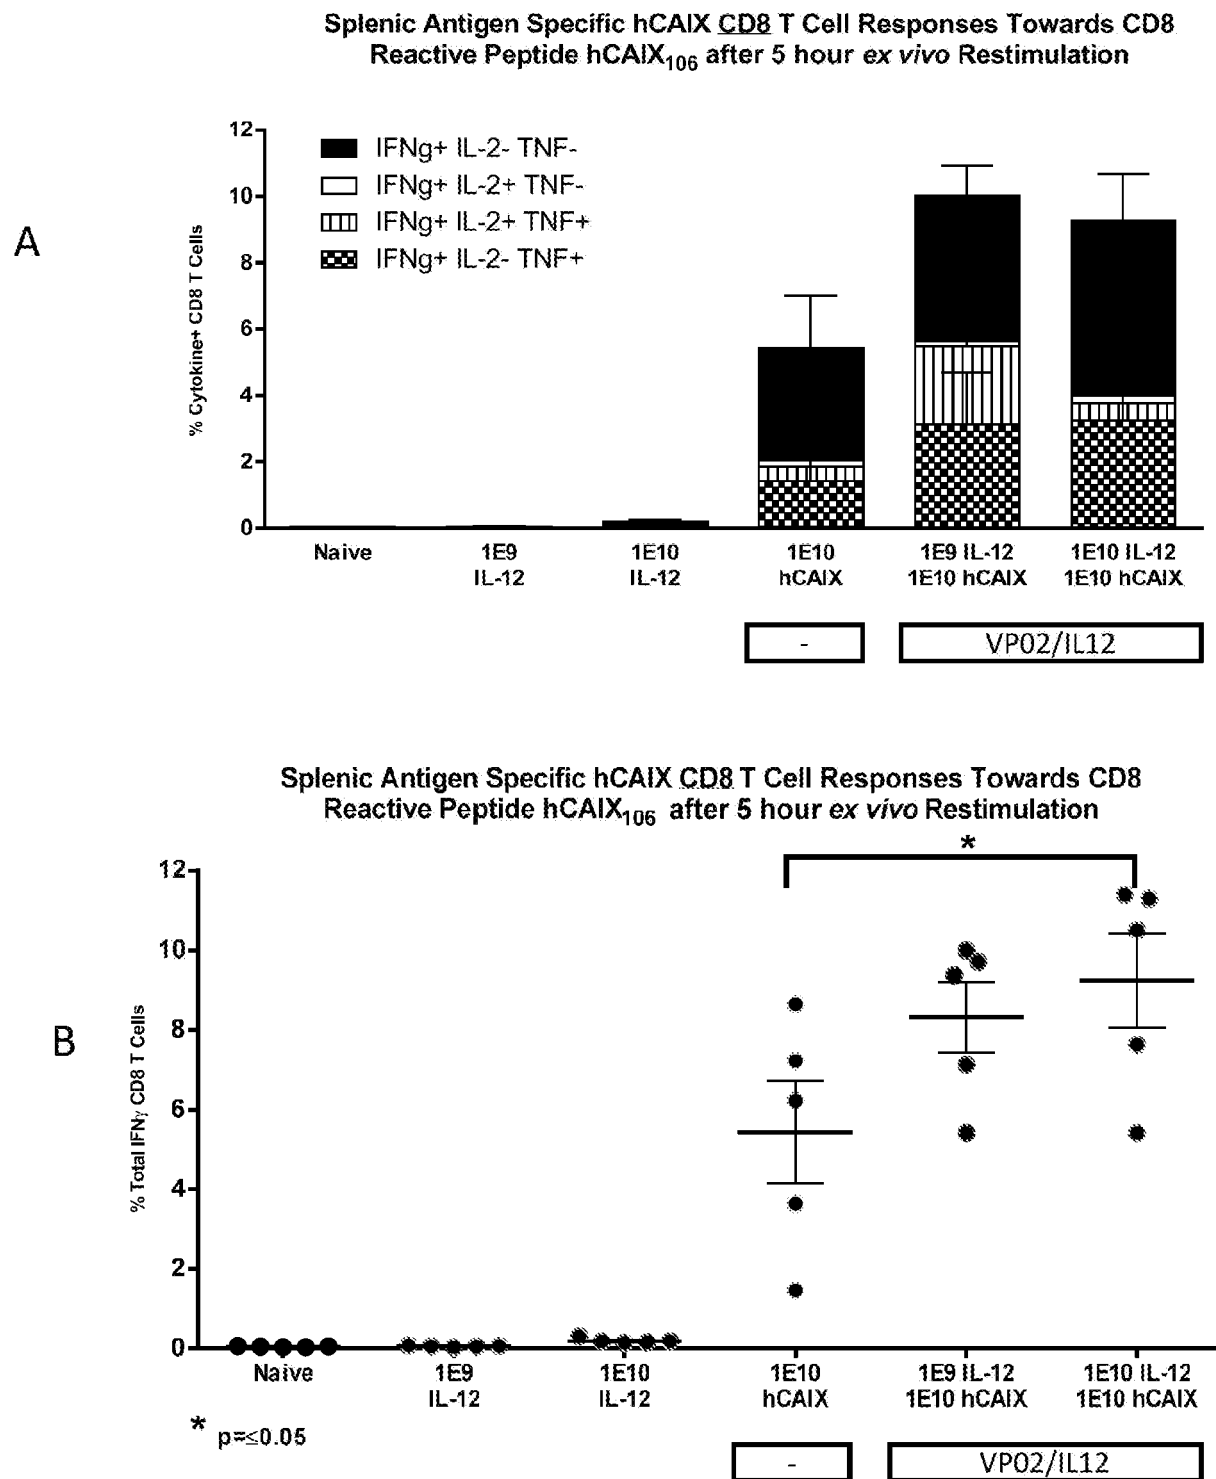 Splenic Antigen Specific hCAIX CD8 T Cell Responses Towards CD8
Reactive Peptide hCAIX106 after 5 hour ex vivo Restimulation
A
% Cytokine+ CD8 T Cells
12
10
8
6
4
2
0
IFNg+ IL-2- TNF-
IFNg+ IL-2+ TNF-
IFNg+ IL-2+ TNF+
IFNg+ IL-2- TNF+
Naive
1E9
IL-12
1E10
IL-12
1E10
hCAIX
1E9 IL-12
1E10 hCAIX
1E10 IL-12
1E10 hCAIX
-
VP02/IL12
Splenic Antigen Specific hCAIX CD8 T Cell Responses Towards CD8
Reactive Peptide hCAIX106 after 5 hour ex vivo Restimulation
B
% Total IFNγ CD8 T Cells
12
10
8
6
4
2
0
*
Naive
1E9
IL-12
1E10
IL-12
1E10
hCAIX
1E9 IL-12
1E10 hCAIX
1E10 IL-12
1E10 hCAIX
* p=≤0.05
-
VP02/IL12